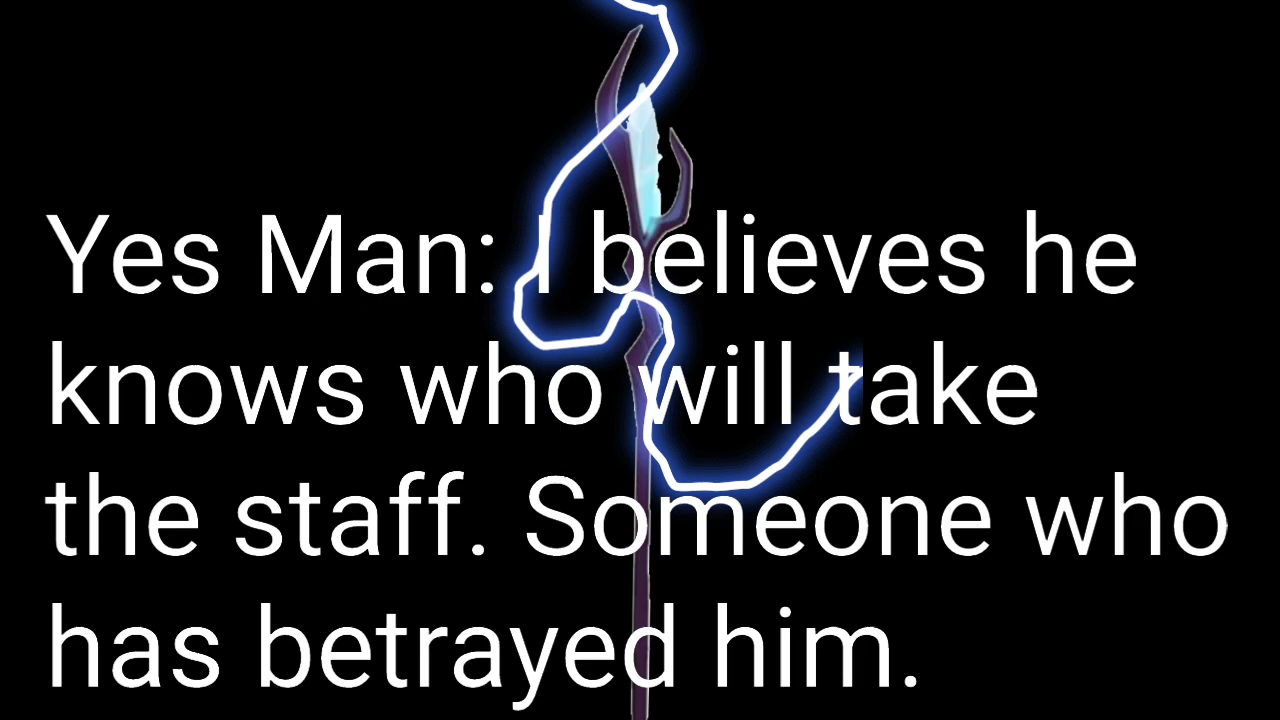 Yes Man: I believes he
knows who will take
the staff. Someone who
has betrayed him.